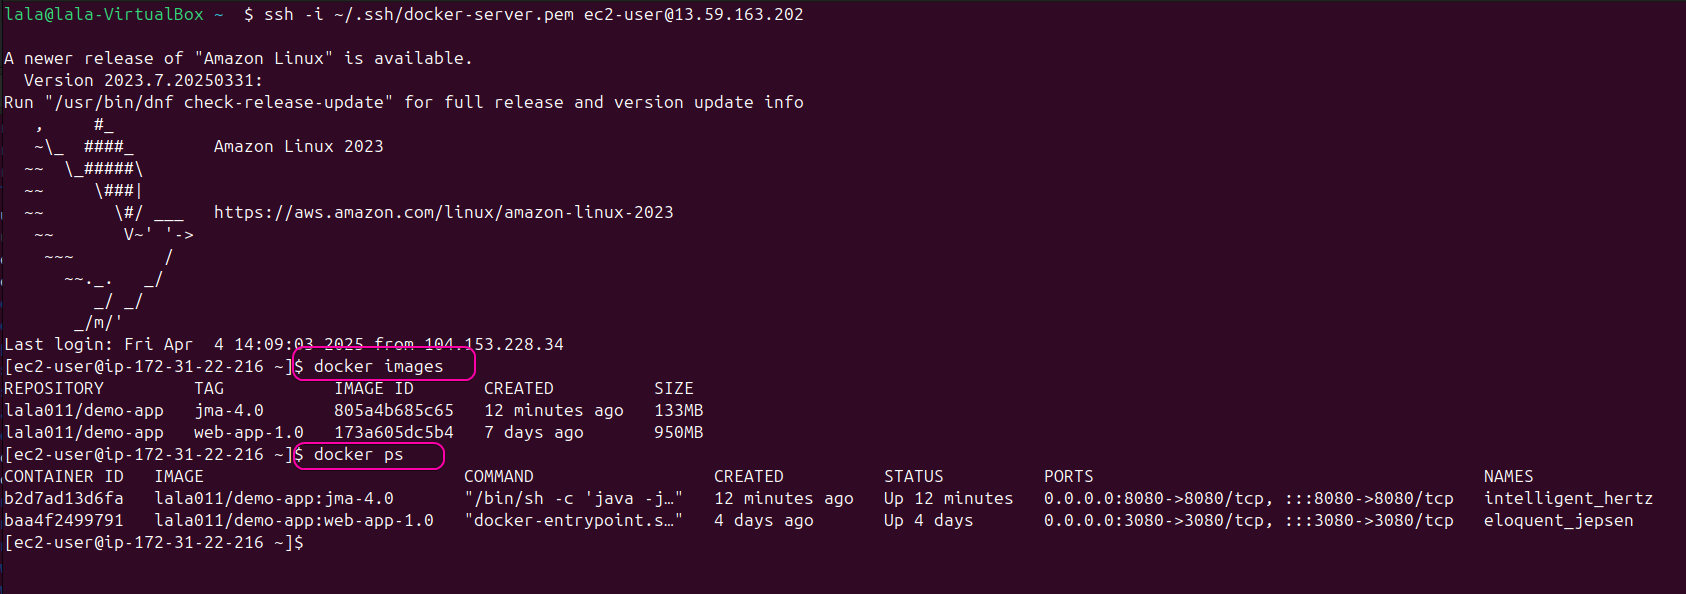 lala@lala-VirtualBox ~  $ ssh -i ~/.ssh/docker-server.pem ec2-user@13.59.163.202
A newer release of "Amazon Linux" is available.
  Version 2023.7.20250331:
Run "/usr/bin/dnf check-release-update" for full release and version update info
   ,     #_
   ~\_  ####_        Amazon Linux 2023
  ~~  \_#####\
  ~~     \###|
  ~~       \#/ ___   https://aws.amazon.com/linux/amazon-linux-2023
   ~~       V~' '->
    ~~~         /
      ~~._.   _/
         _/ _/
       _/m/'
Last login: Fri Apr  4 14:09:03 2025 from 104.153.228.34
[ec2-user@ip-172-31-22-216 ~]$ docker images
REPOSITORY         TAG           IMAGE ID       CREATED          SIZE
lala011/demo-app   jma-4.0       805a4b685c65   12 minutes ago   133MB
lala011/demo-app   web-app-1.0   173a605dc5b4   7 days ago       950MB
[ec2-user@ip-172-31-22-216 ~]$ docker ps
CONTAINER ID   IMAGE                          COMMAND                  CREATED          STATUS          PORTS                                       NAMES
b2d7ad13d6fa   lala011/demo-app:jma-4.0       "/bin/sh -c 'java -j…"   12 minutes ago   Up 12 minutes   0.0.0.0:8080->8080/tcp, :::8080->8080/tcp   intelligent_hertz
baa4f2499791   lala011/demo-app:web-app-1.0   "docker-entrypoint.s…"   4 days ago       Up 4 days       0.0.0.0:3080->3080/tcp, :::3080->3080/tcp   eloquent_jepsen
[ec2-user@ip-172-31-22-216 ~]$